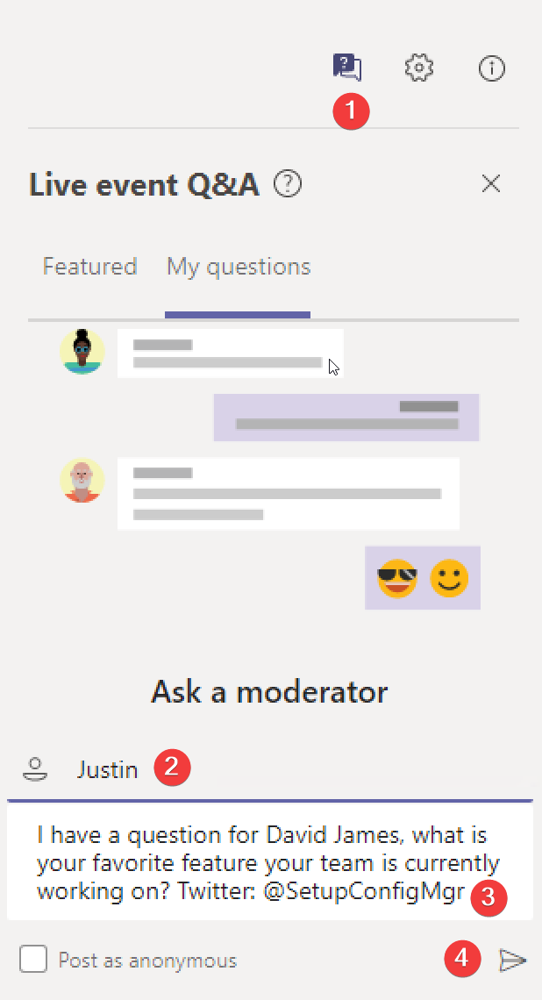 ?
1
Live event Q&A ?
Featured My questions
Ask a moderator
Justin 2
I have a question for David James, what is
your favorite feature your team is currently
working on? Twitter: @SetupConfigMgr 3
Post as anonymous 4